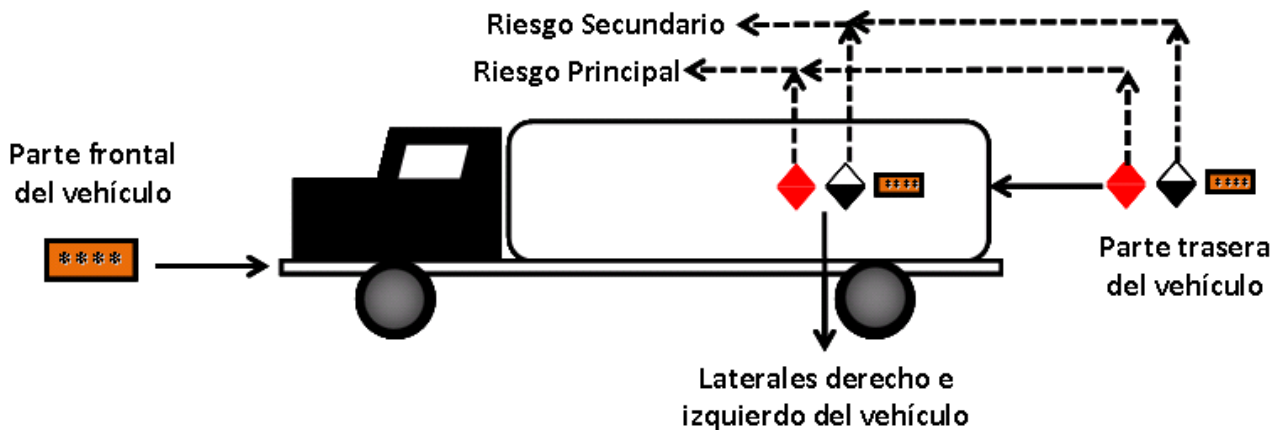 Riesgo Secundario
Riesgo Principal
Parte frontal
del vehículo
****
****
****
Parte trasera
del vehículo
Laterales derecho e
izquierdo del vehículo